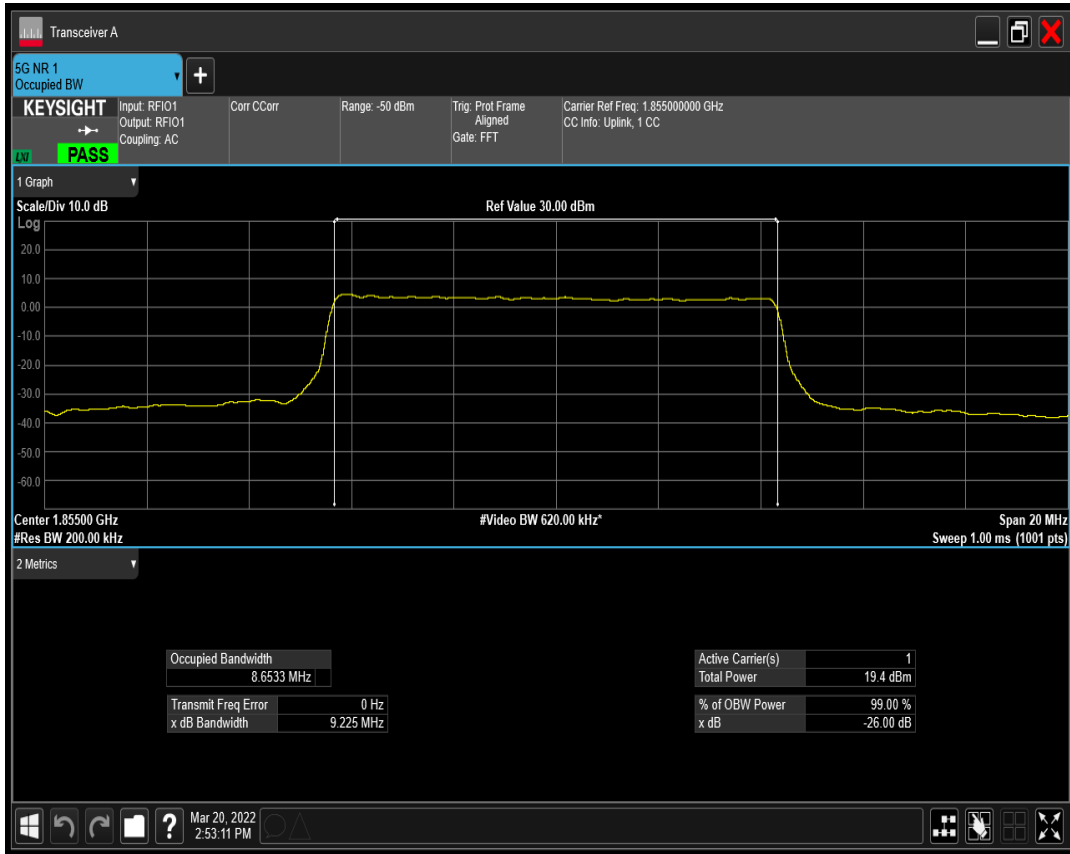 Transceiver A
5G NR 1
Occupied BW
+
KEYSIGHT
LXI
PASS
Input: RFIO1
Output: RFIO1
Coupling: AC
Corr CCorr
Range: -50 dBm
Trig: Prot Frame
Aligned
Gate: FFT
Carrier Ref Freq: 1.855000000 GHz
CC Info: Uplink, 1 CC
1 Graph
Scale/Div 10.0 dB
Ref Value 30.00 dBm
Log
20.0
10.0
0.00
-10.0
-20.0
-30.0
-40.0
-50.0
-60.0
Center 1.85500 GHz
#Video BW 620.00 kHz*
Span 20 MHz
#Res BW 200.00 kHz
Sweep 1.00 ms (1001 pts)
2 Metrics
Occupied Bandwidth
8.6533 MHz
Transmit Freq Error 0 Hz
x dB Bandwidth 9.225 MHz
Active Carrier(s) 1
Total Power 19.4 dBm
% of OBW Power 99.00 %
x dB -26.00 dB
?
Mar 20, 2022
2:53:11 PM